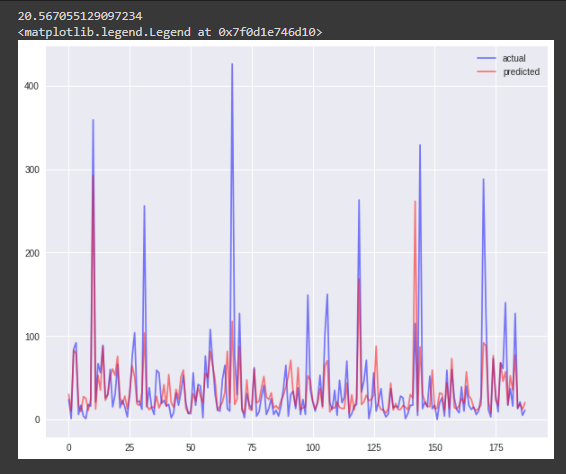 20.567055129097234
<matplotlib.legend.Legend at 0x7f0d1e746d10>
actual
predicted
400
300
200
100
0
0 25 50 75 100 125 150 175